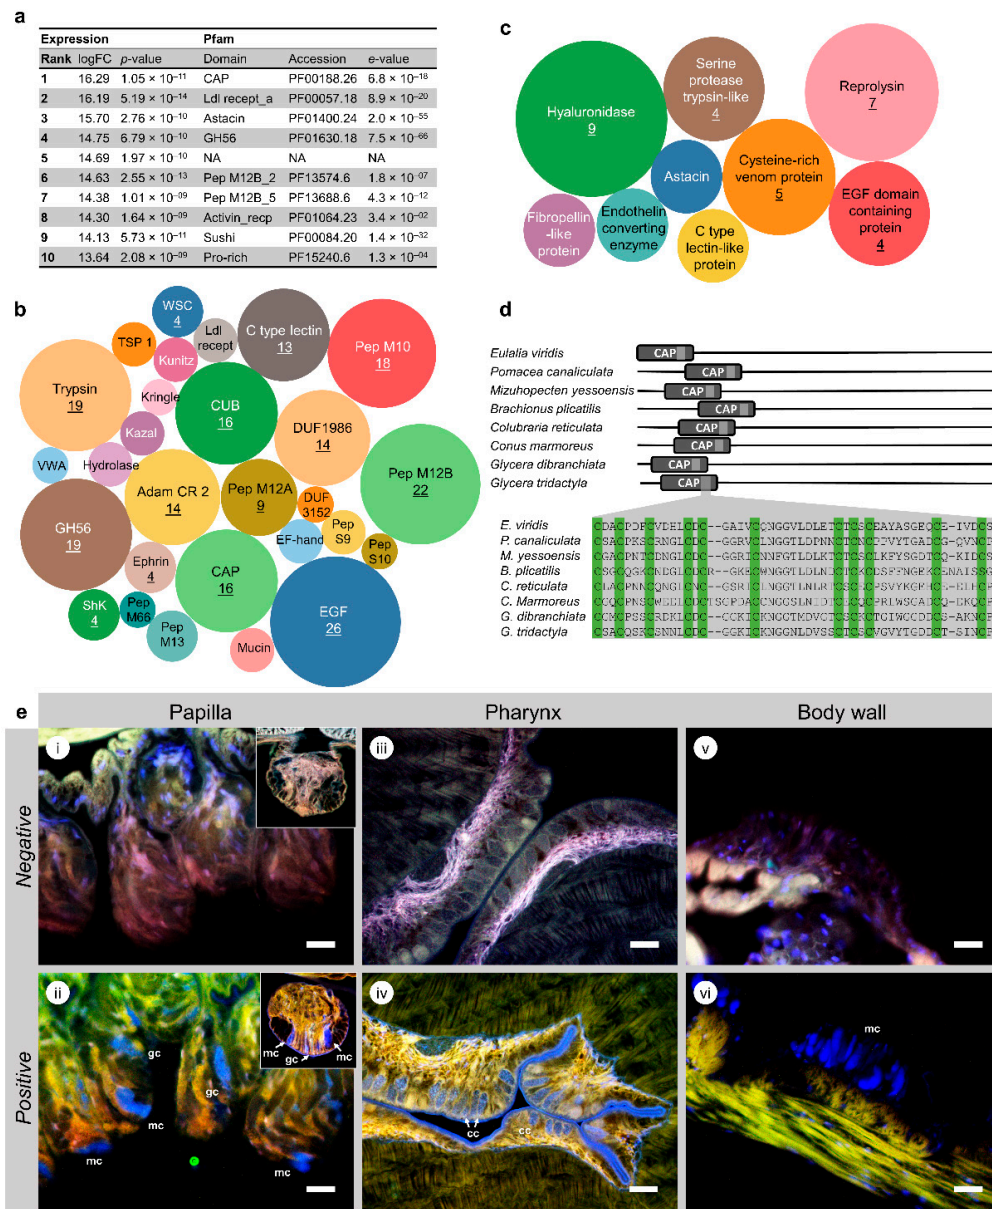 a
Expression Pfam
Rank logFC p-value Domain Accession e-value
1 16.29 1.05 × 10⁻¹¹ CAP PF00188.26 6.8 × 10⁻¹⁸
2 16.19 5.19 × 10⁻¹⁴ Ldl recept_a PF00057.18 8.9 × 10⁻²⁰
3 15.70 2.76 × 10⁻¹⁰ Astacin PF01400.24 2.0 × 10⁻⁵⁵
4 14.75 6.79 × 10⁻¹⁰ GH56 PF01630.18 7.5 × 10⁻⁶⁶
5 14.69 1.97 × 10⁻¹⁰ NA NA NA
6 14.63 2.55 × 10⁻¹³ Pep M12B_2 PF13574.6 1.8 × 10⁻⁰⁷
7 14.38 1.01 × 10⁻⁰⁹ Pep M12B_5 PF13688.6 4.3 × 10⁻¹²
8 14.30 1.64 × 10⁻⁰⁹ Activin_recp PF01064.23 3.4 × 10⁻⁰²
9 14.13 5.73 × 10⁻¹¹ Sushi PF00084.20 1.4 × 10⁻³²
10 13.64 2.08 × 10⁻⁰⁹ Pro-rich PF15240.6 1.3 × 10⁻⁰⁴
b
WSC
4
TSP 1
Ldl
recept
C type lectin
13
Pep M10
18
Kunitz
Trypsin
19
Kringle
CUB
16
DUF1986
14
Kazal
VWA
Hydrolase
Adam CR 2
14
Pep M12A
9
Pep M12B
22
DUF
3152
GH56
19
EF-hand
Pep
S9
Pep
S10
Ephrin
4
CAP
16
EGF
26
ShK
4
Pep
M66
Pep
M13
Mucin
c
Hyaluronidase
9
Serine
protease
trypsin-like
4
Reprolysin
7
Astacin
Cysteine-rich
venom protein
5
EGF domain
containing
protein
4
Fibropellin
-like
protein
Endothelin
converting
enzyme
C type
lectin-like
protein
d
Eulalia viridis CAP
Pomacea canaliculata CAP
Mizuhopecten yessoensis CAP
Brachionus plicatilis CAP
Colubraria reticulata CAP
Conus marmoreus CAP
Glycera dibranchiata CAP
Glycera tridactyla CAP
E. viridis
P. canaliculata
M. yessoensis
B. plicatilis
C. reticulata
C. Marmoreus
G. dibranchiata
G. tridactyla
e
Papilla Pharynx Body wall
Negative
i iii v
Positive
ii iv vi
gc
mc
gc
mc
mc
mc
gc
mc
cc
cc
mc